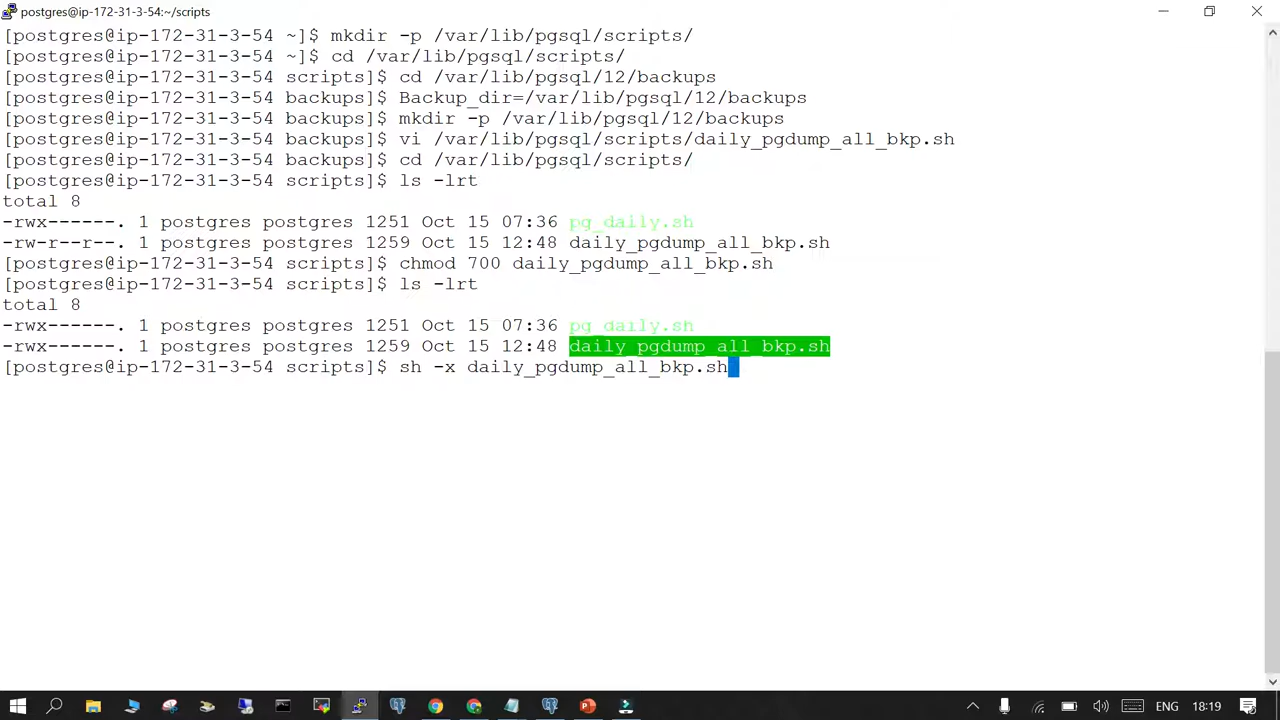 postgres@ip-172-31-3-54:~/scripts
[postgres@ip-172-31-3-54 ~]$ mkdir -p /var/lib/pgsql/scripts/
[postgres@ip-172-31-3-54 ~]$ cd /var/lib/pgsql/scripts/
[postgres@ip-172-31-3-54 scripts]$ cd /var/lib/pgsql/12/backups
[postgres@ip-172-31-3-54 backups]$ Backup_dir=/var/lib/pgsql/12/backups
[postgres@ip-172-31-3-54 backups]$ mkdir -p /var/lib/pgsql/12/backups
[postgres@ip-172-31-3-54 backups]$ vi /var/lib/pgsql/scripts/daily_pgdump_all_bkp.sh
[postgres@ip-172-31-3-54 backups]$ cd /var/lib/pgsql/scripts/
[postgres@ip-172-31-3-54 scripts]$ ls -lrt
total 8
-rwx------. 1 postgres postgres 1251 Oct 15 07:36 pg_daily.sh
-rw-r--r--. 1 postgres postgres 1259 Oct 15 12:48 daily_pgdump_all_bkp.sh
[postgres@ip-172-31-3-54 scripts]$ chmod 700 daily_pgdump_all_bkp.sh
[postgres@ip-172-31-3-54 scripts]$ ls -lrt
total 8
-rwx------. 1 postgres postgres 1251 Oct 15 07:36 pg_daily.sh
-rwx------. 1 postgres postgres 1259 Oct 15 12:48 daily_pgdump_all_bkp.sh
[postgres@ip-172-31-3-54 scripts]$ sh -x daily_pgdump_all_bkp.sh
ENG 18:19